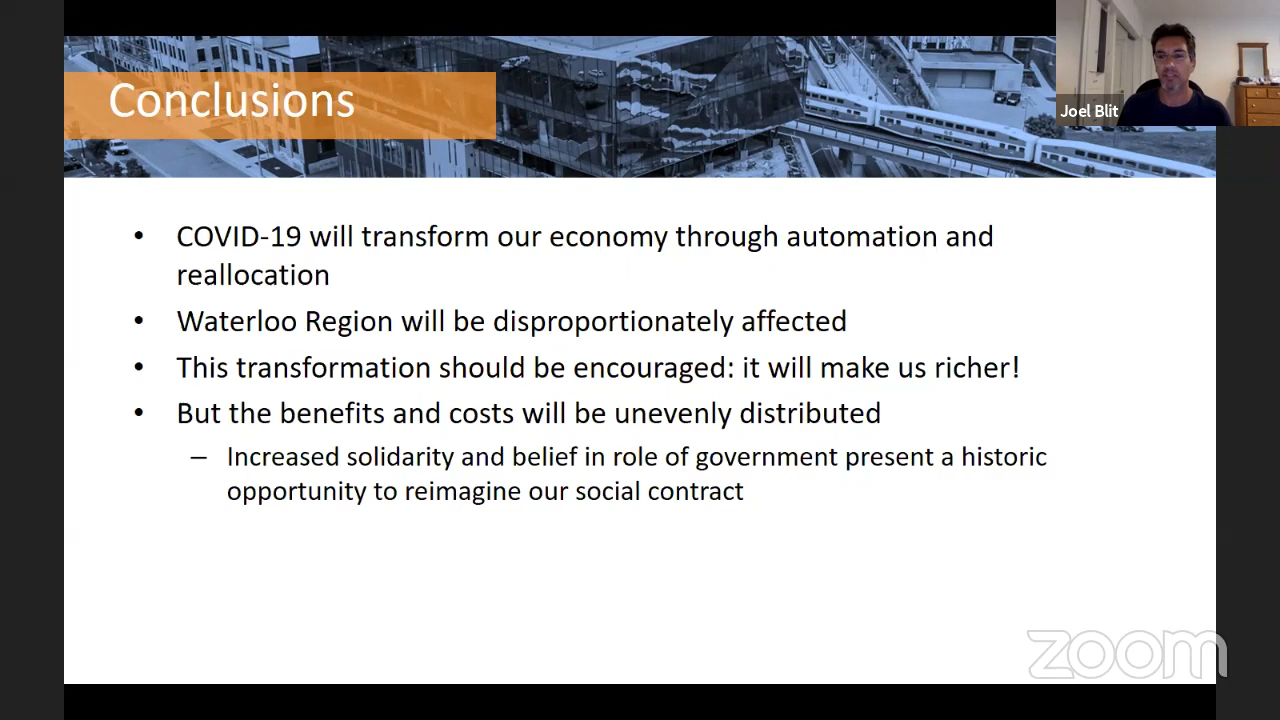 Conclusions
Joel Blit
• COVID-19 will transform our economy through automation and
reallocation
• Waterloo Region will be disproportionately affected
• This transformation should be encouraged: it will make us richer!
• But the benefits and costs will be unevenly distributed
– Increased solidarity and belief in role of government present a historic
opportunity to reimagine our social contract
zoom